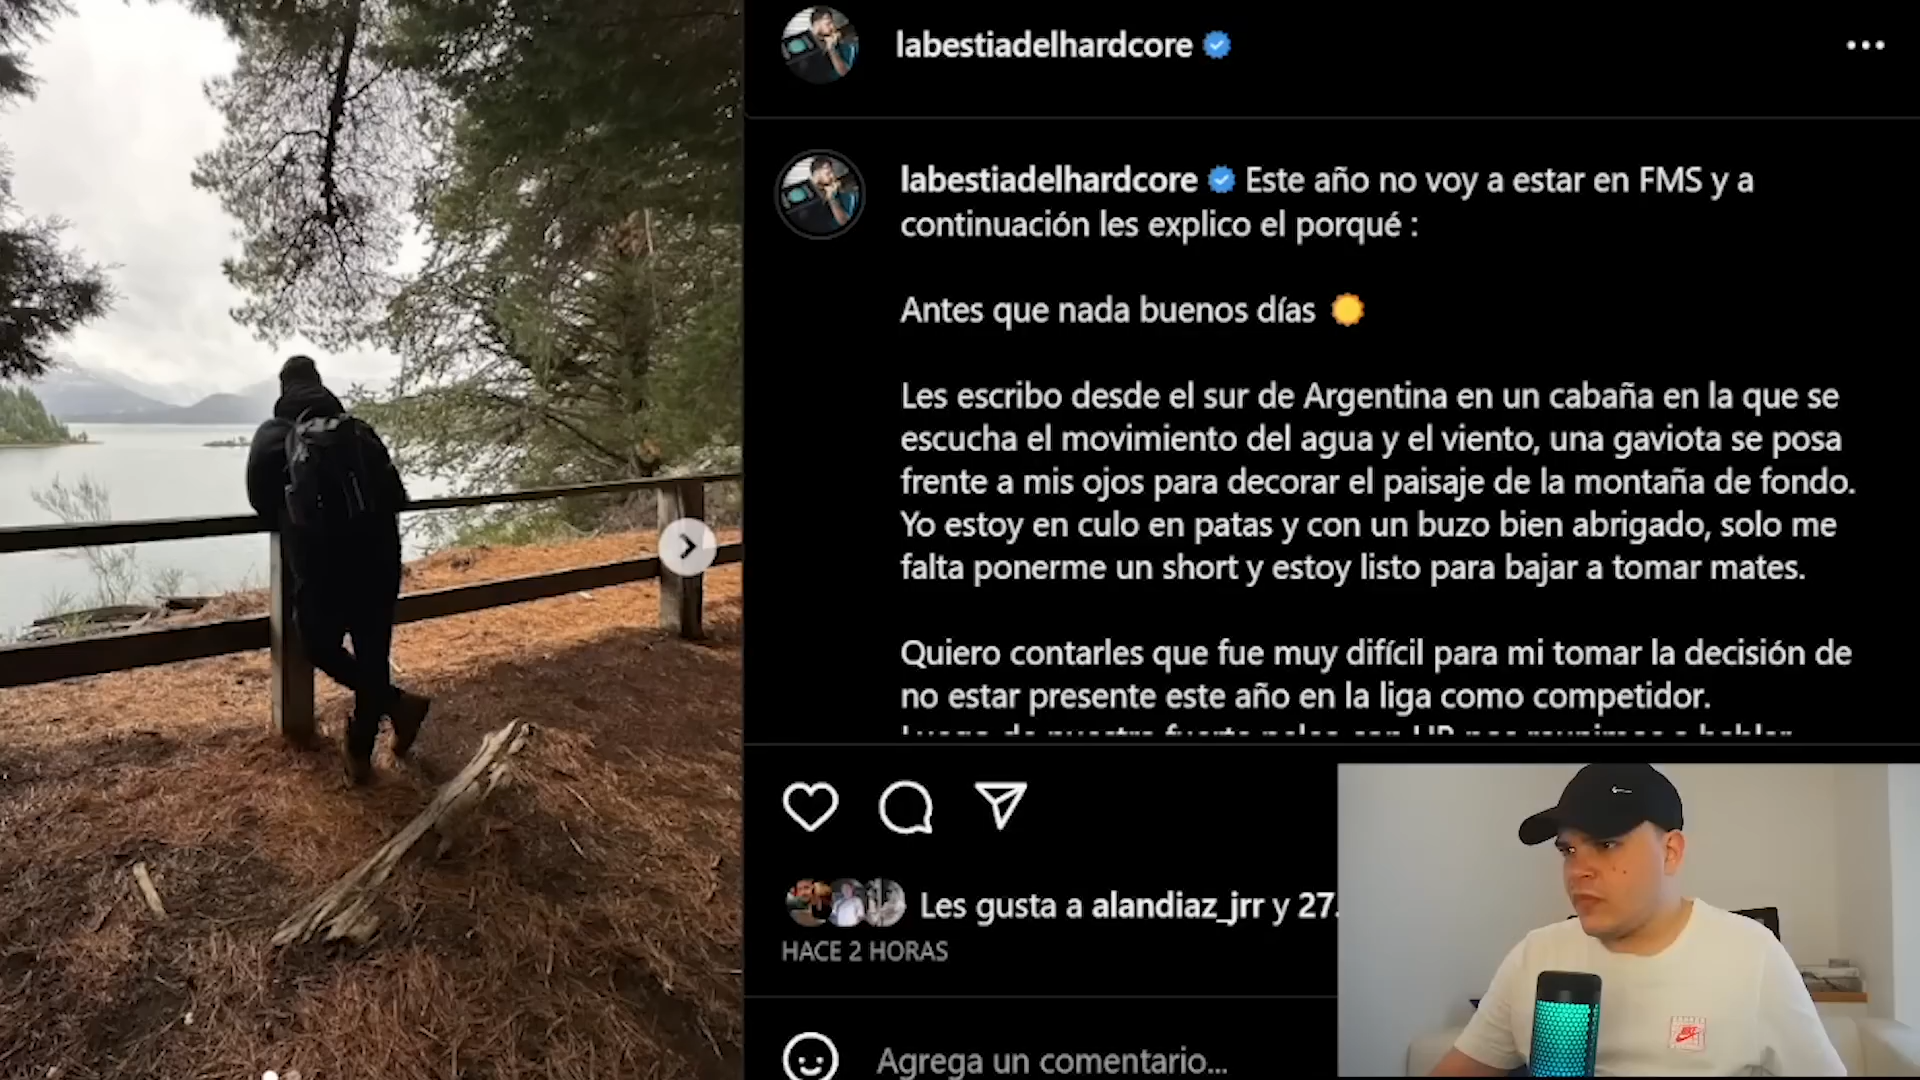 labestiadelhardcore
labestiadelhardcore Este año no voy a estar en FMS y a
continuación les explico el porqué :
Antes que nada buenos días
Les escribo desde el sur de Argentina en un cabaña en la que se
escucha el movimiento del agua y el viento, una gaviota se posa
frente a mis ojos para decorar el paisaje de la montaña de fondo.
Yo estoy en culo en patas y con un buzo bien abrigado, solo me
falta ponerme un short y estoy listo para bajar a tomar mates.
Quiero contarles que fue muy difícil para mi tomar la decisión de
no estar presente este año en la liga como competidor.
Les gusta a alandiaz_jrr y 27.
HACE 2 HORAS
Agrega un comentario...